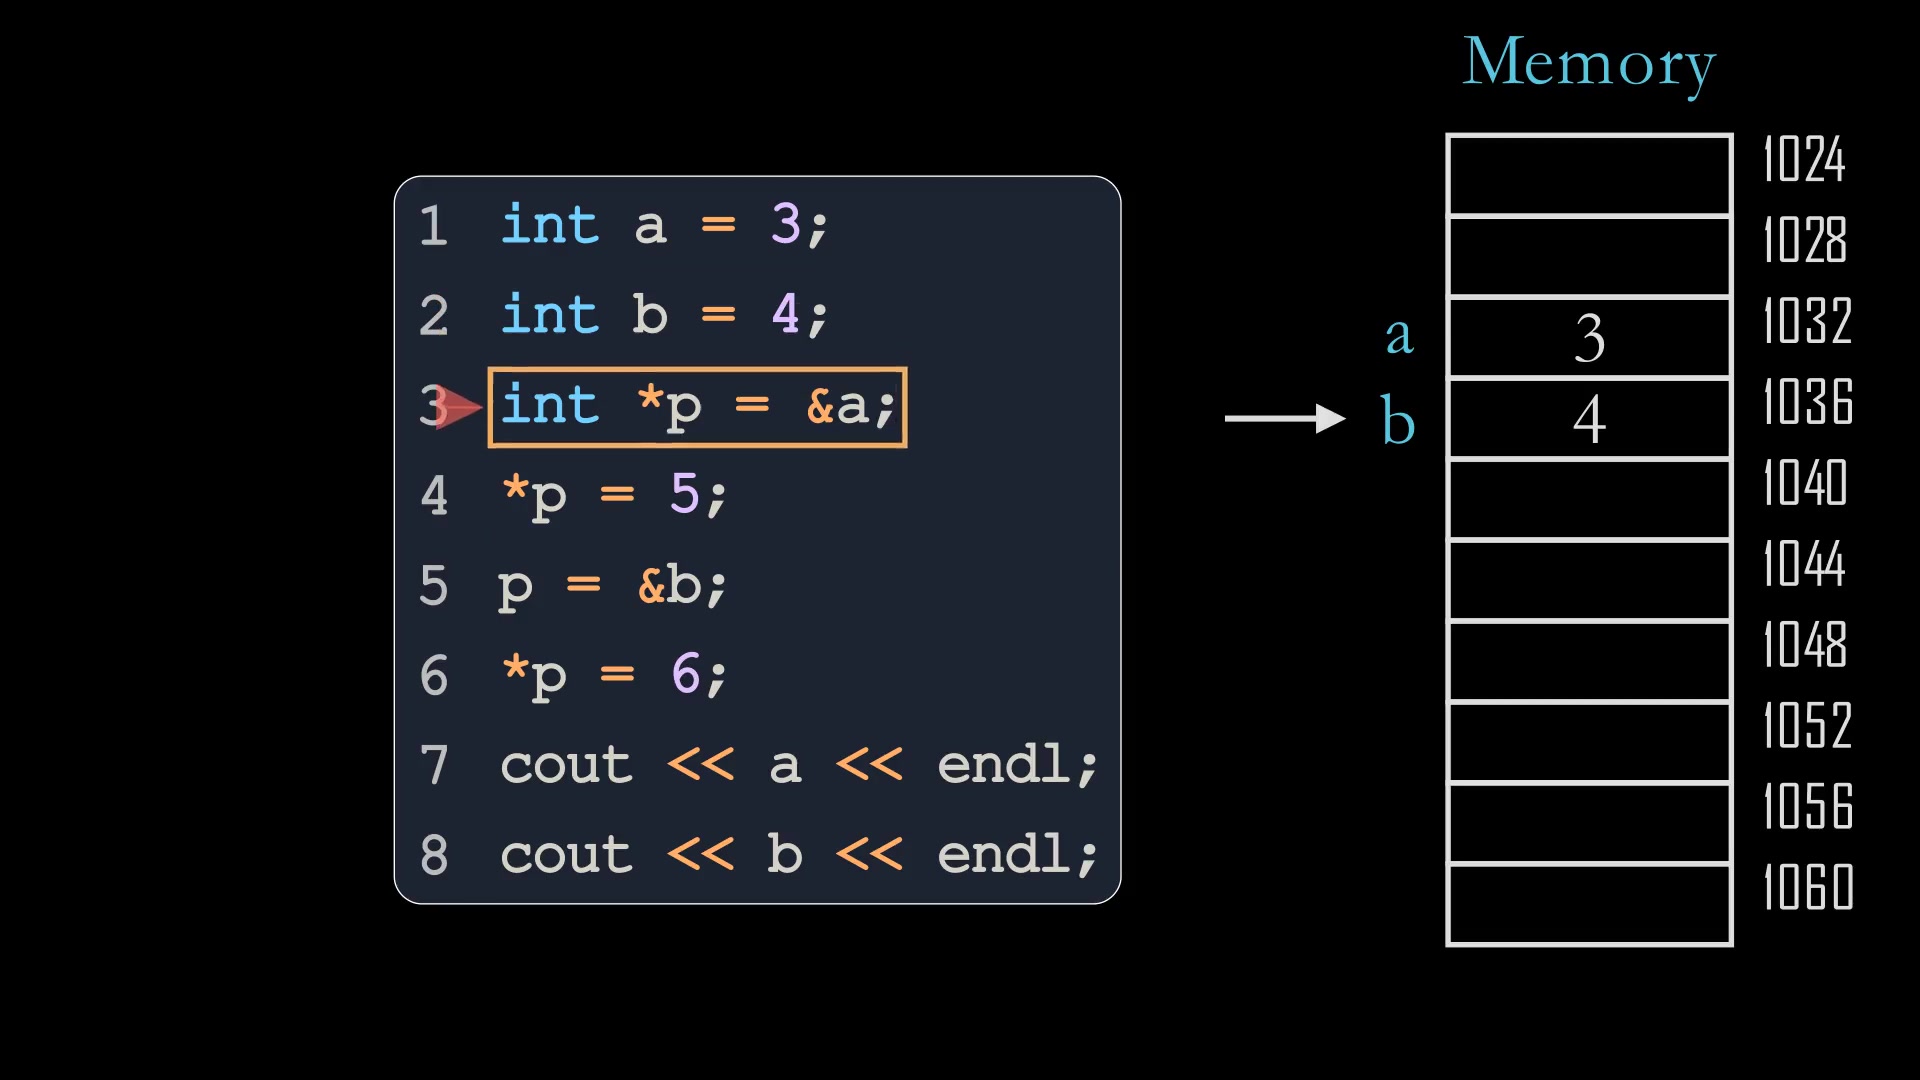 1 int a = 3;
2 int b = 4;
3 int *p = &a;
4 *p = 5;
5 p = &b;
6 *p = 6;
7 cout << a << endl;
8 cout << b << endl;
Memory
1024
1028
a 3 1032
b 4 1036
1040
1044
1048
1052
1056
1060